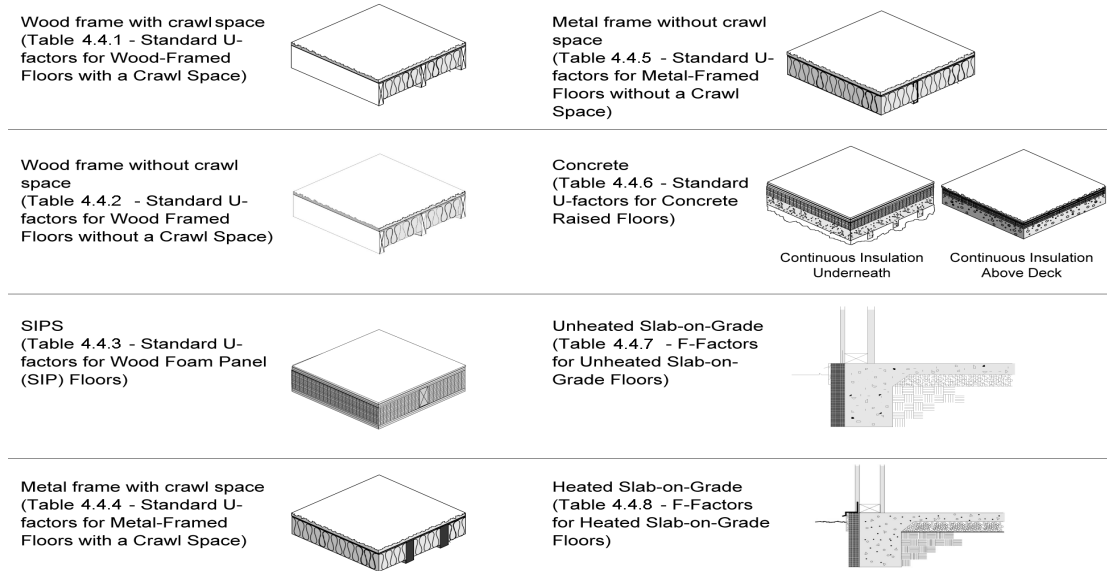 Wood frame with crawl space
(Table 4.4.1 - Standard U-
factors for Wood-Framed
Floors with a Crawl Space)
Metal frame without crawl
space
(Table 4.4.5 - Standard U-
factors for Metal-Framed
Floors without a Crawl
Space)
Wood frame without crawl
space
(Table 4.4.2 - Standard U-
factors for Wood Framed
Floors without a Crawl Space)
Concrete
(Table 4.4.6 - Standard
U-factors for Concrete
Raised Floors)
Continuous Insulation
Underneath
Continuous Insulation
Above Deck
SIPS
(Table 4.4.3 - Standard U-
factors for Wood Foam Panel
(SIP) Floors)
Unheated Slab-on-Grade
(Table 4.4.7 - F-Factors
for Unheated Slab-on-
Grade Floors)
Metal frame with crawl space
(Table 4.4.4 - Standard U-
factors for Metal-Framed
Floors with a Crawl Space)
Heated Slab-on-Grade
(Table 4.4.8 - F-Factors
for Heated Slab-on-Grade
Floors)